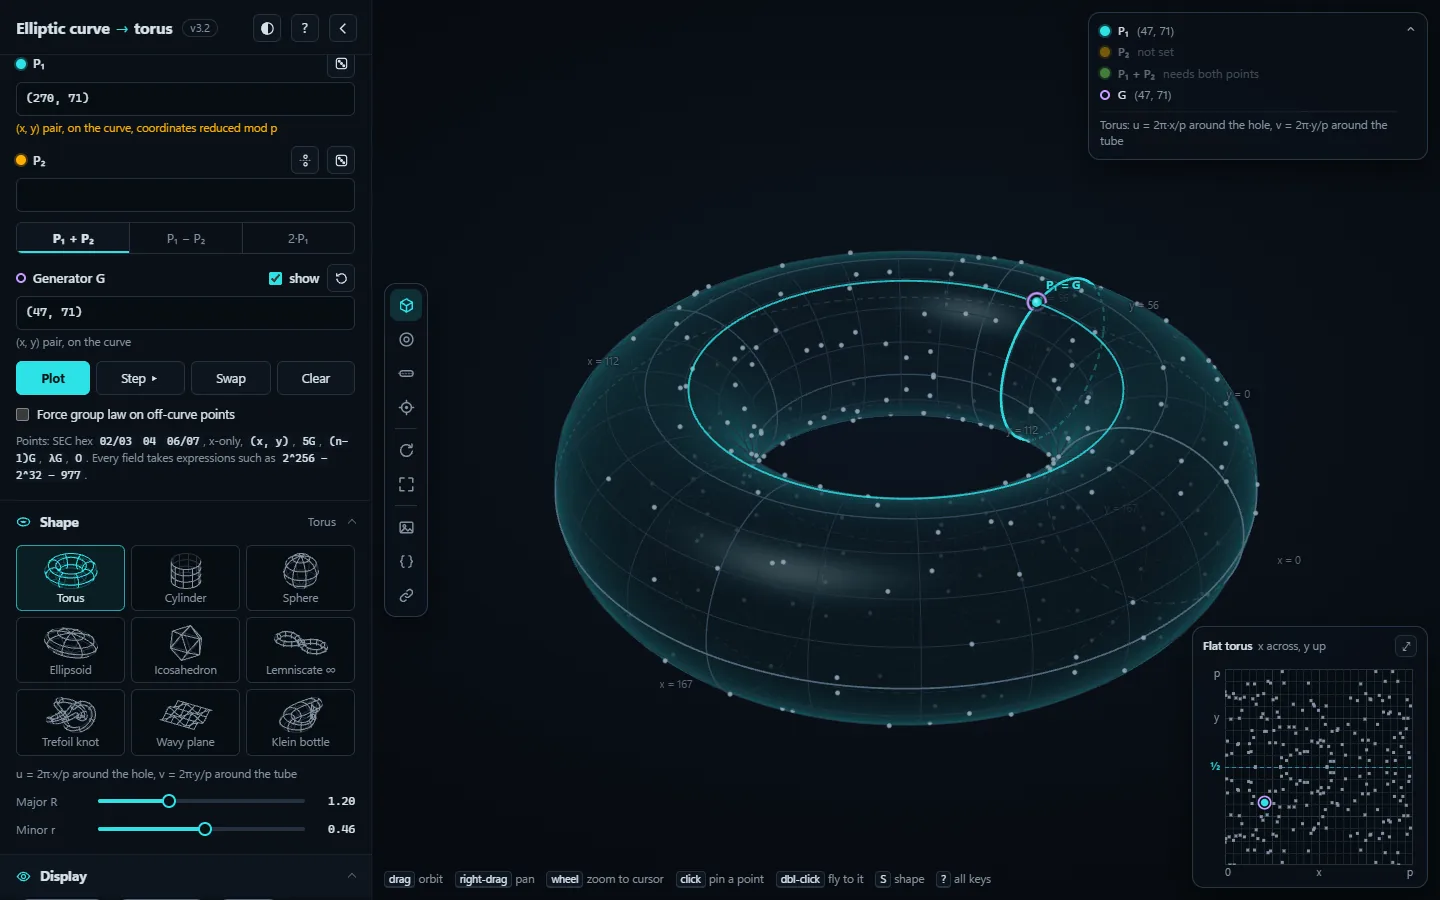 Elliptic curve → torus v3.2 ?
P₁
(270, 71)
(x, y) pair, on the curve, coordinates reduced mod p
P₂
P₁ + P₂ P₁ − P₂ 2·P₁
Generator G show
(47, 71)
(x, y) pair, on the curve
Plot Step ▸ Swap Clear
Force group law on off-curve points
Points: SEC hex 02/03 04 06/07 , x-only, (x, y) , 5G , (n−
1)G , λG , O . Every field takes expressions such as 2^256 −
2^32 − 977 .
Shape Torus
Torus Cylinder Sphere
Ellipsoid Icosahedron Lemniscate ∞
Trefoil knot Wavy plane Klein bottle
u = 2π·x/p around the hole, v = 2π·y/p around the tube
Major R 1.20
Minor r 0.46
Display
P₁ (47, 71)
P₂ not set
P₁ + P₂ needs both points
G (47, 71)
Torus: u = 2π·x/p around the hole, v = 2π·y/p around the
tube
P₁ = G
y = 56
x = 112
y = 0
y = 112
y = 167
x = 0
x = 167
Flat torus x across, y up
p
y
½
0 x p
drag orbit right-drag pan wheel zoom to cursor click pin a point dbl-click fly to it S shape ? all keys